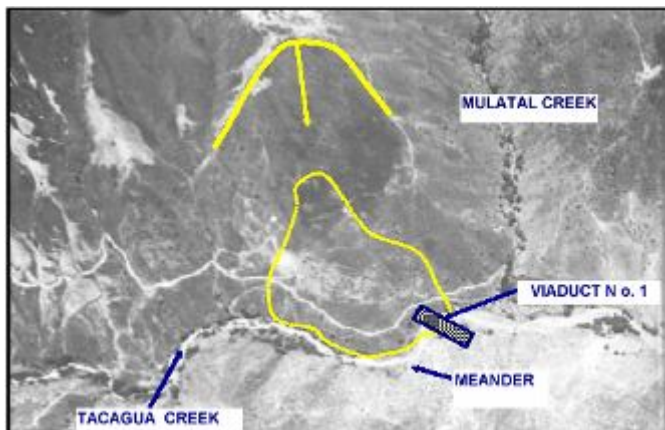 MULATAL CREEK
VIADUCT N o. 1
MEANDER
TACAGUA CREEK